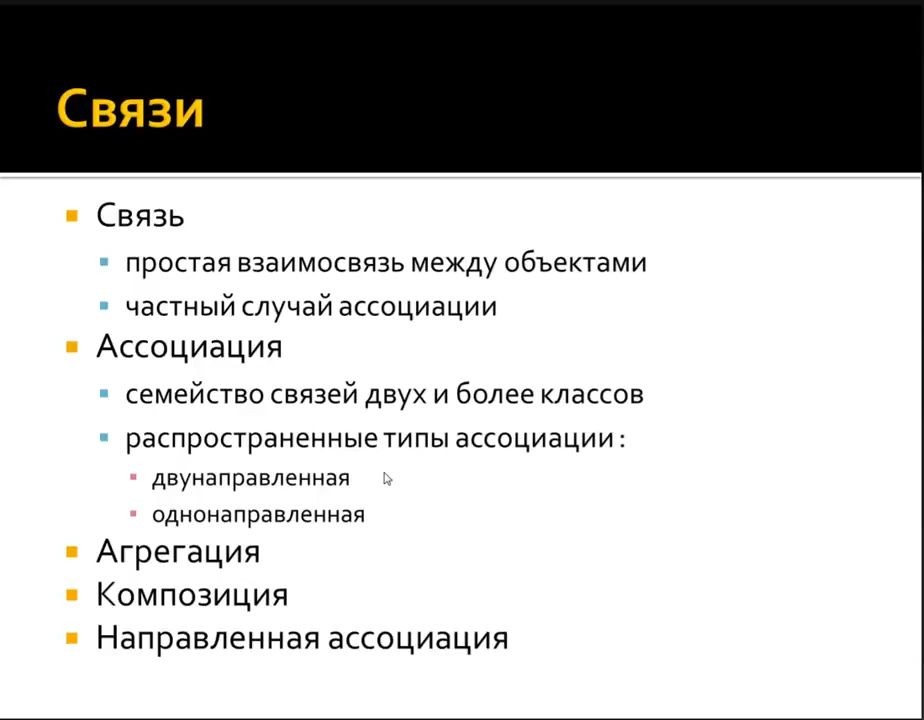 Связи
Связь
простая взаимосвязь между объектами
частный случай ассоциации
Ассоциация
семейство связей двух и более классов
распространенные типы ассоциации :
двунаправленная
однонаправленная
Агрегация
Композиция
Направленная ассоциация